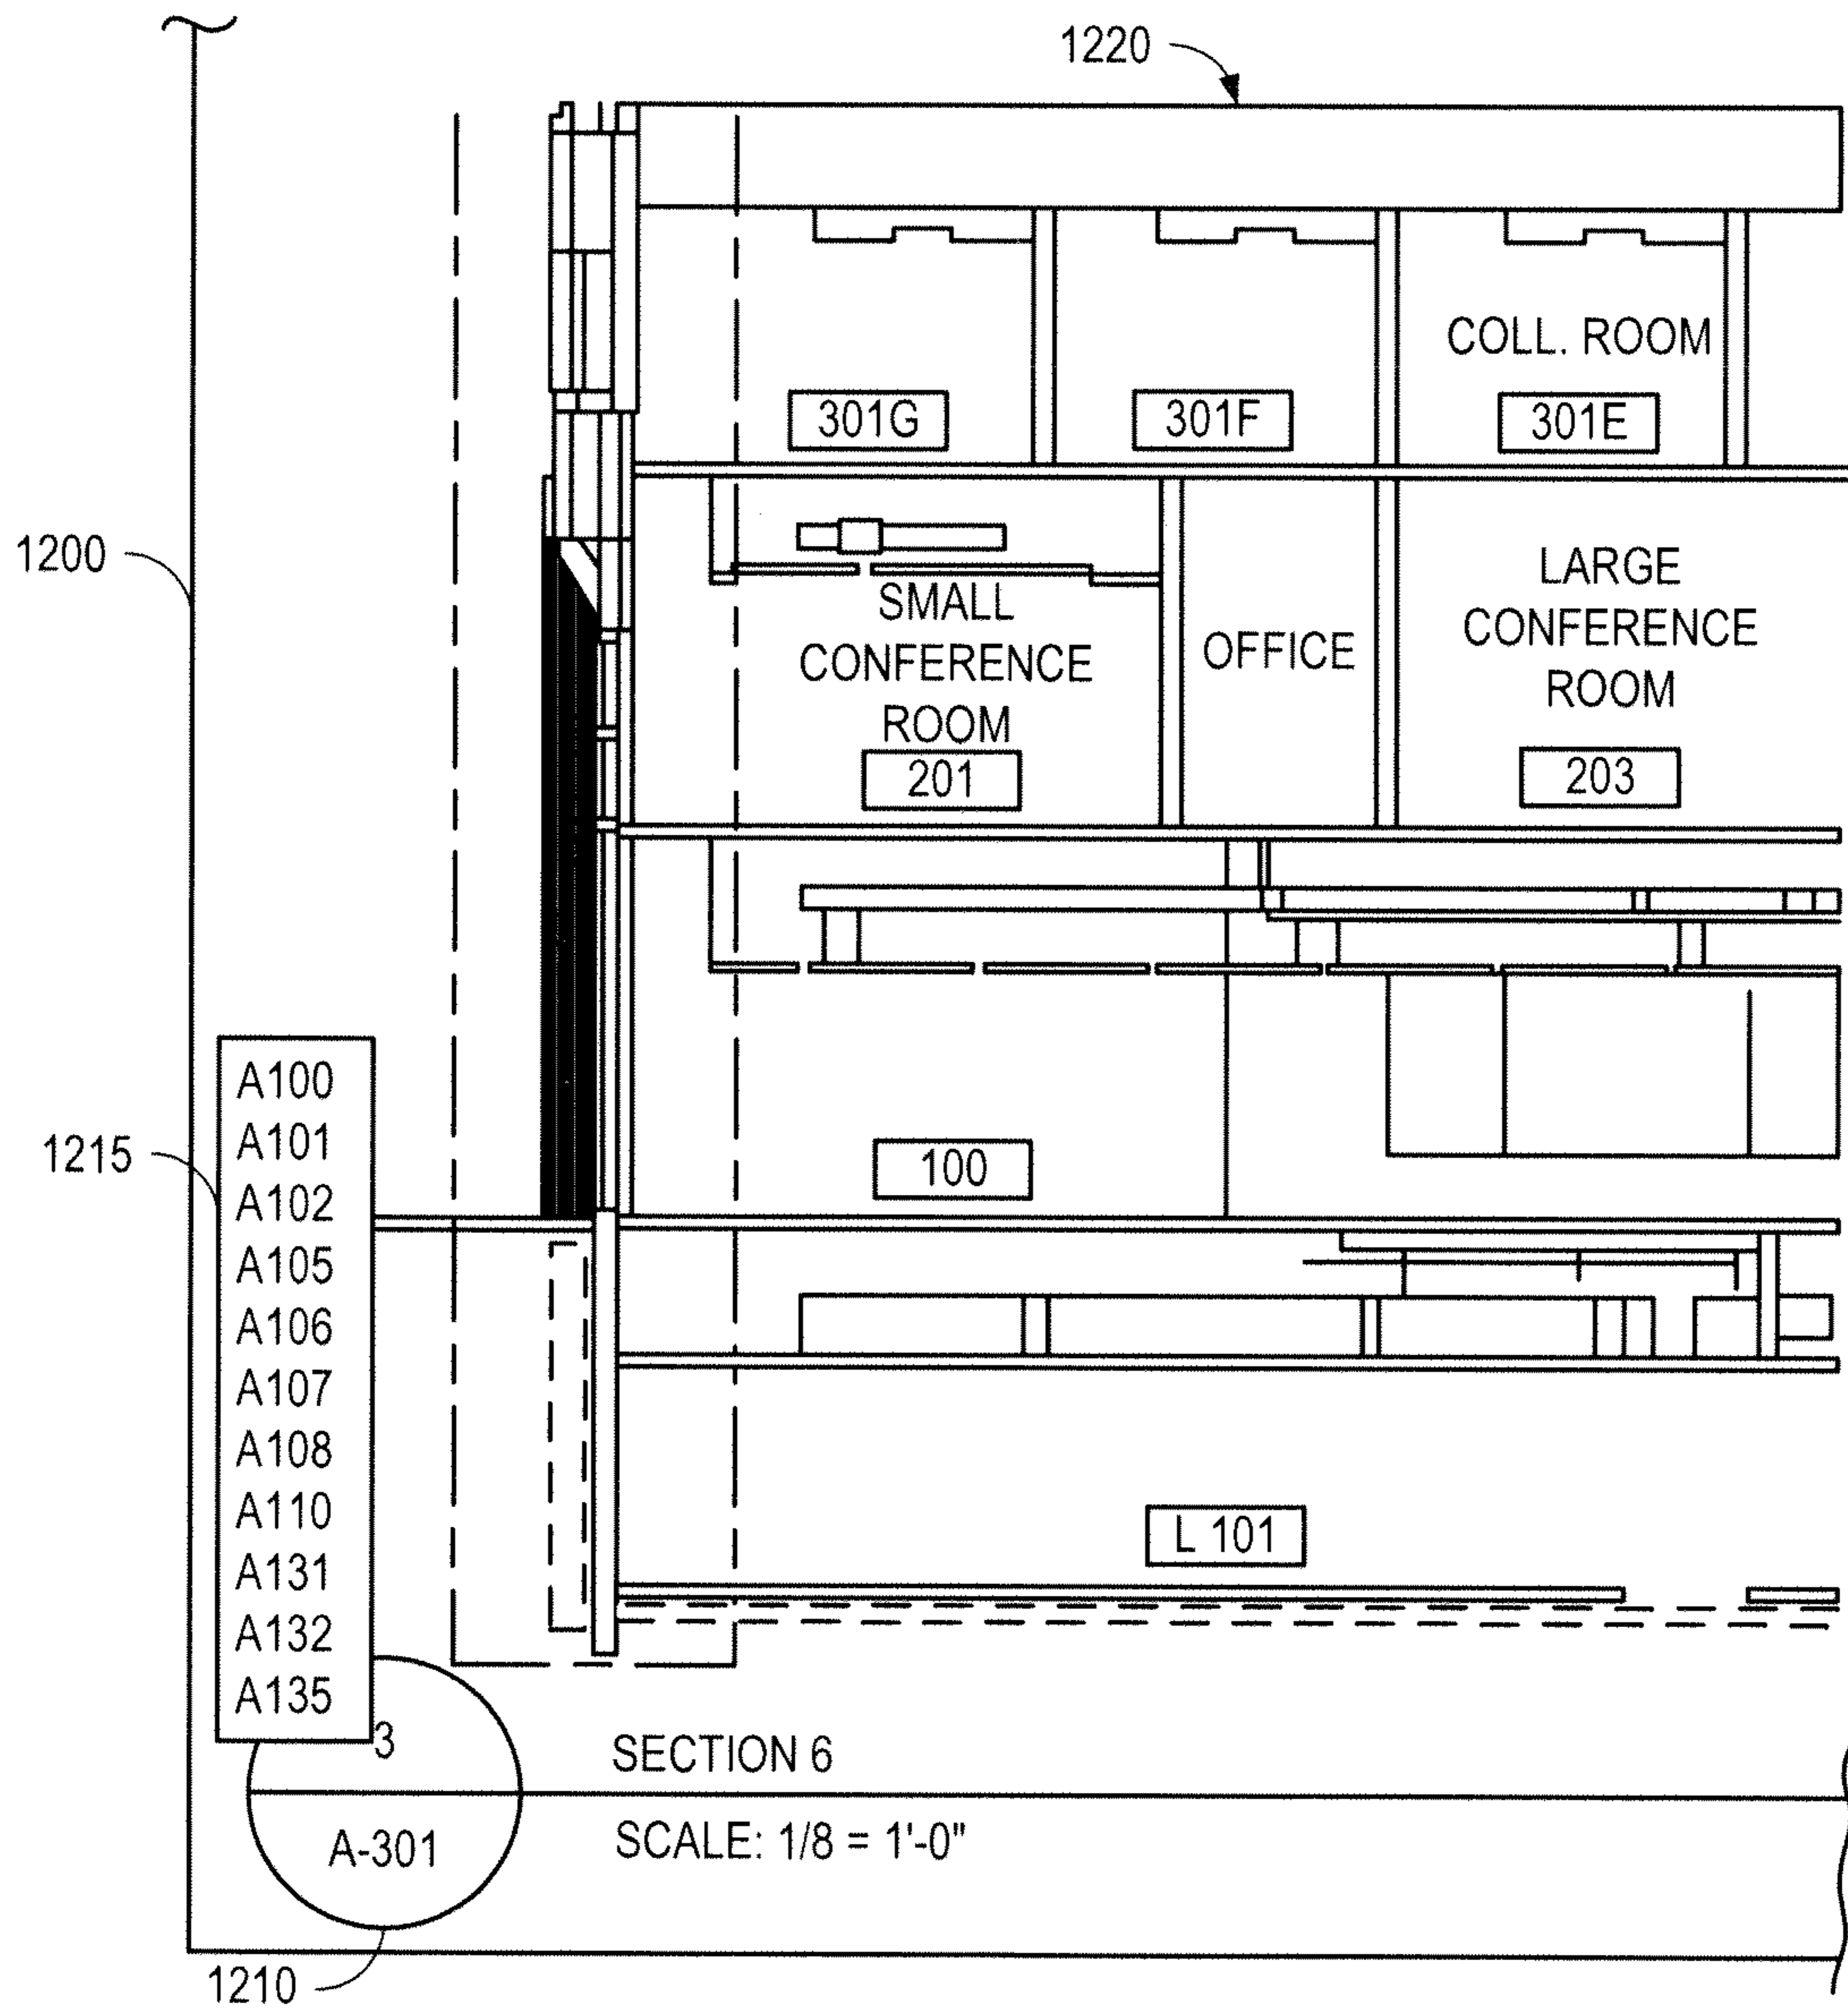 1220
COLL. ROOM
301G
301F
301E
1200
SMALL
CONFERENCE
ROOM
201
OFFICE
LARGE
CONFERENCE
ROOM
203
1215
A100
A101
A102
A105
A106
A107
A108
A110
A131
A132
A135
100
L 101
3
A-301
SECTION 6
SCALE: 1/8 = 1'-0"
1210